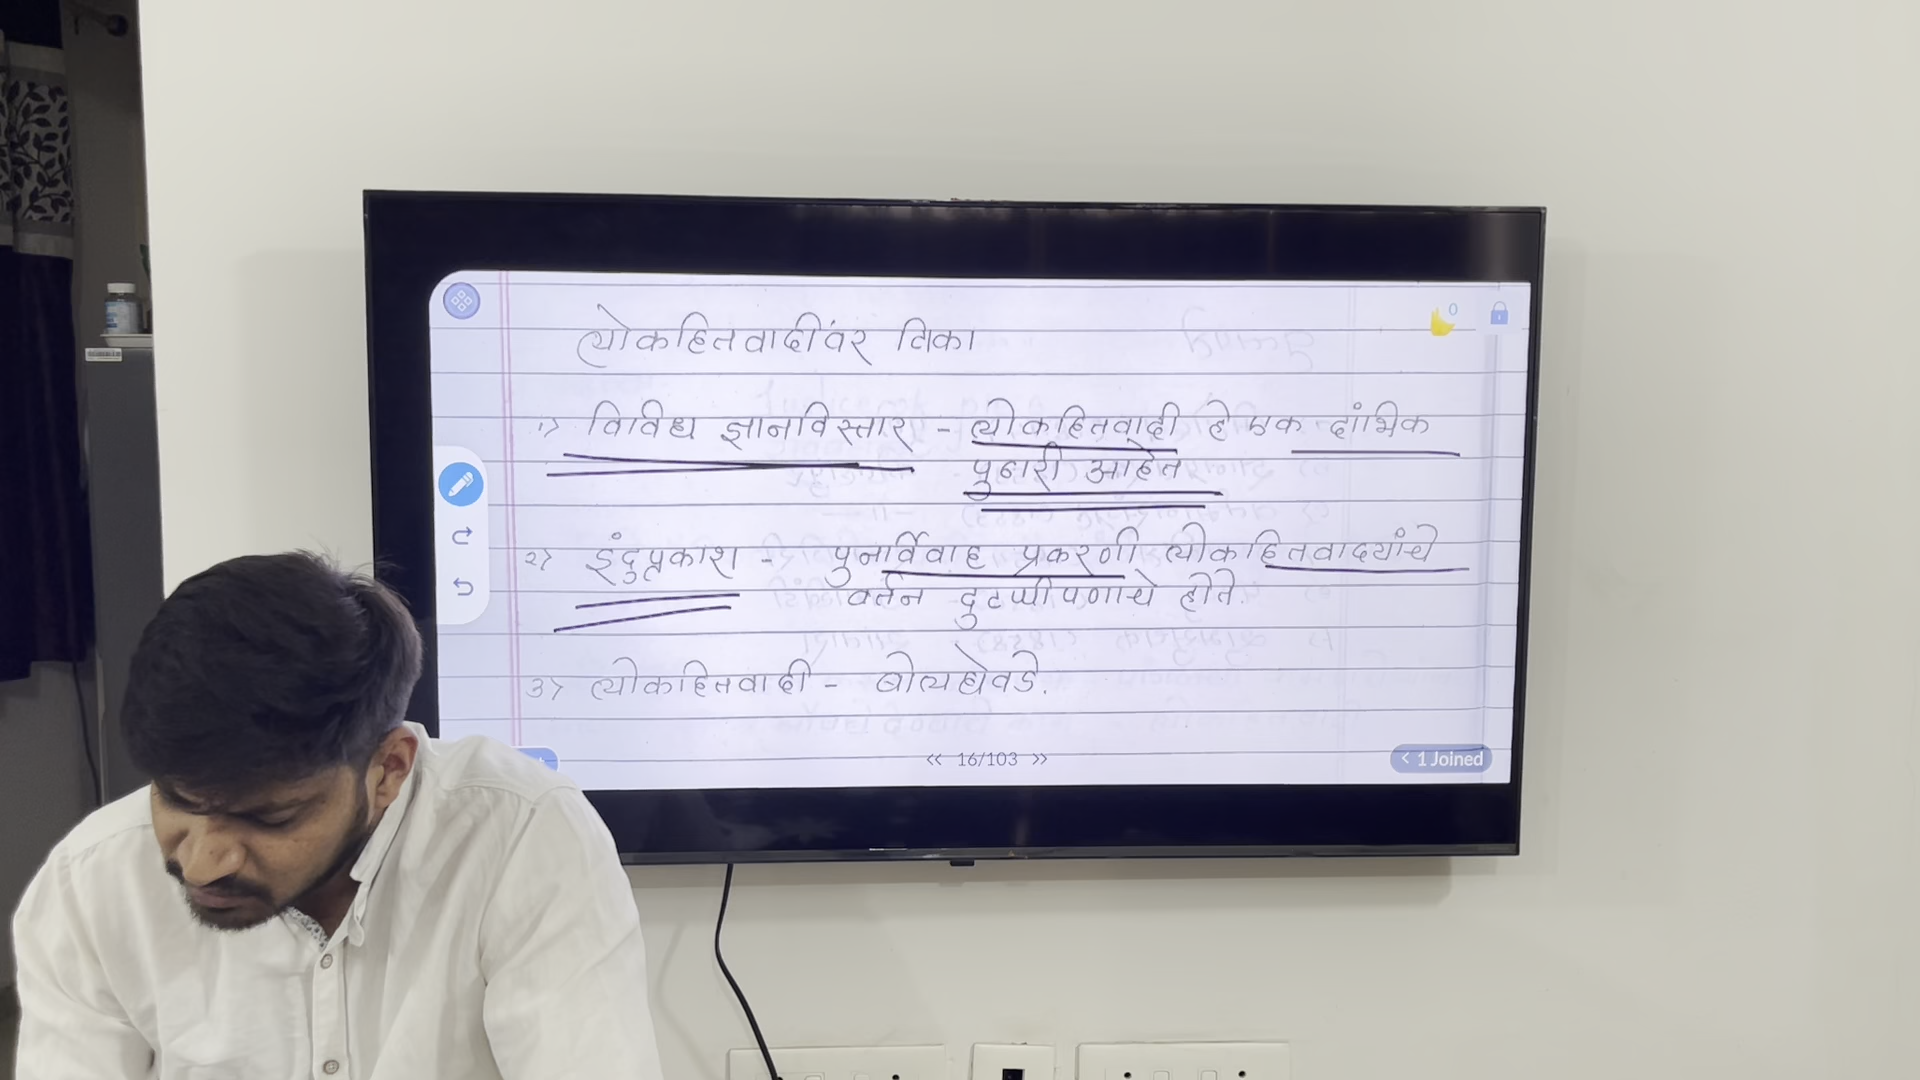 लोकहितवादींवर टिका
१) विविध ज्ञानविस्तार - लोकहितवादी हे एक दांभिक
पुढारी आहेत
२) इंदुप्रकाश - पुनर्विवाह प्रकरणी लोकहितवादयांचे
वर्तन दुटप्पीपणाचे होते.
३) लोकहितवादी - बोलघेवडे.
0
<< 16/103 >>
< 1 Joined